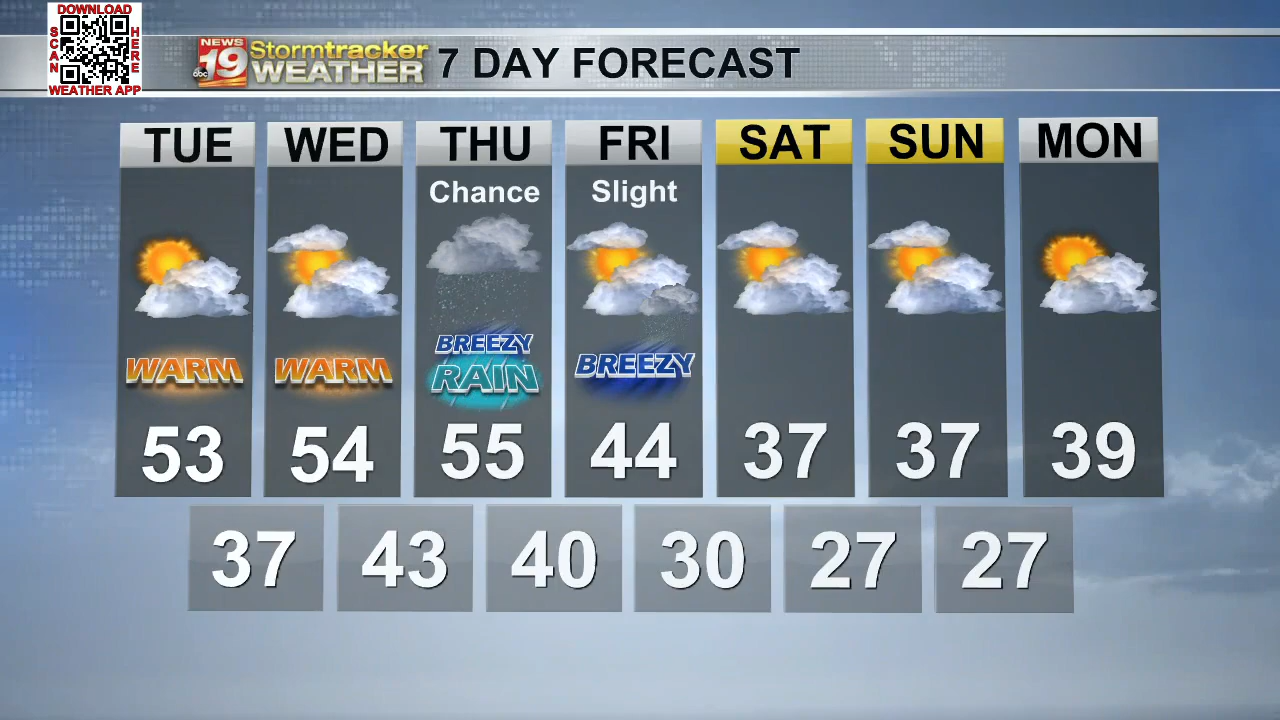 DOWNLOAD
SCAN
HERE
WEATHER APP
NEWS
abc 19
Stormtracker
WEATHER
7 DAY FORECAST
TUE WED THU FRI SAT SUN MON
Chance Slight
BREEZY
WARM WARM RAIN BREEZY
53 54 55 44 37 37 39
37 43 40 30 27 27